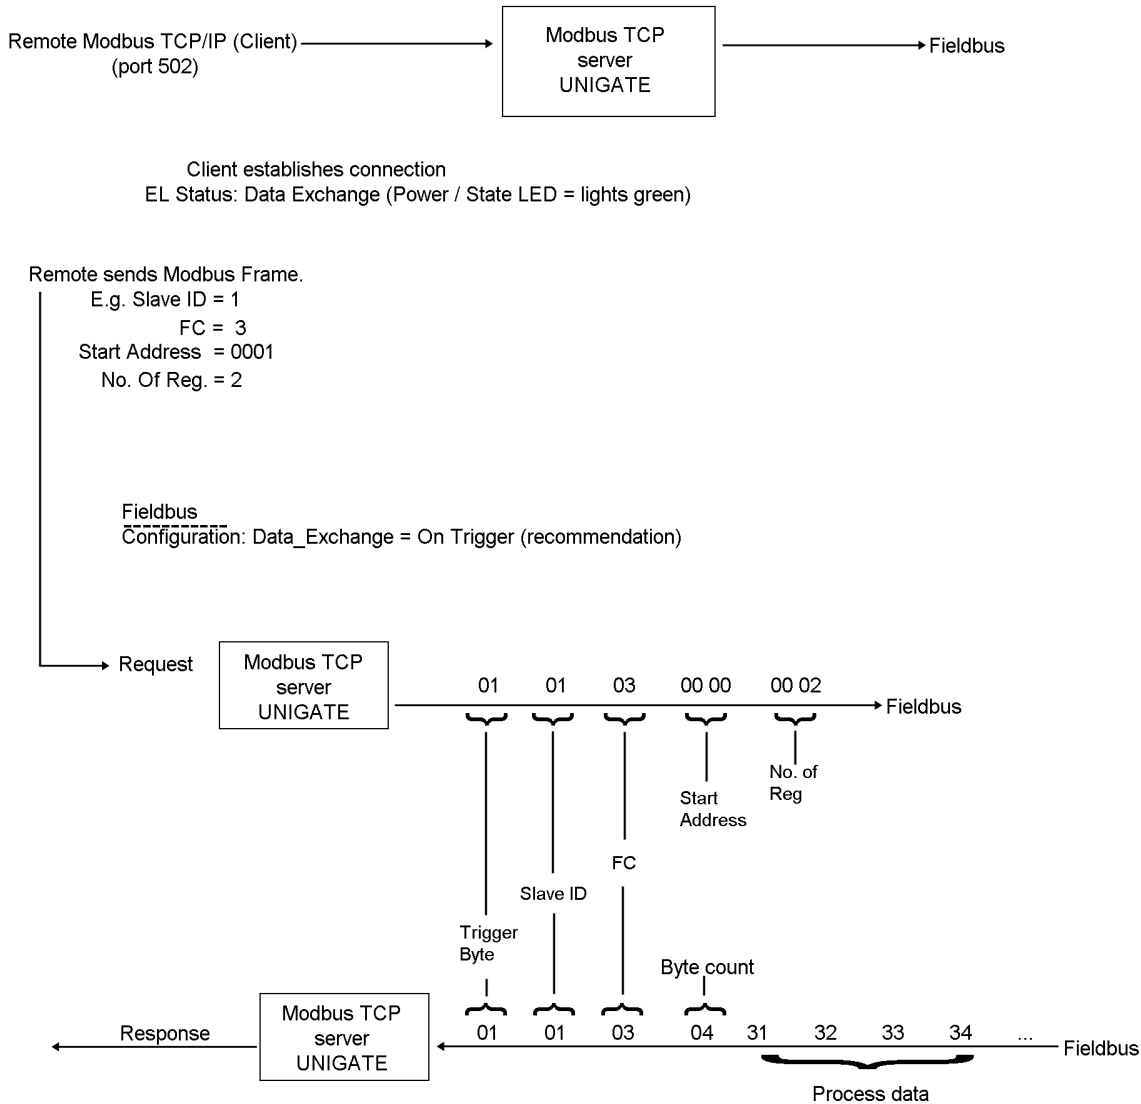 Remote Modbus TCP/IP (Client)
(port 502)
Modbus TCP
server
UNIGATE
Fieldbus
Client establishes connection
EL Status: Data Exchange (Power / State LED = lights green)
Remote sends Modbus Frame.
E.g. Slave ID = 1
FC = 3
Start Address = 0001
No. Of Reg. = 2
Fieldbus
Configuration: Data_Exchange = On Trigger (recommendation)
Request
Modbus TCP
server
UNIGATE
01 01 03 00 00 00 02
Fieldbus
No. of
Reg
Start
Address
FC
Slave ID
Trigger
Byte
Byte count
Response
Modbus TCP
server
UNIGATE
01 01 03 04 31 32 33 34 ...
Fieldbus
Process data